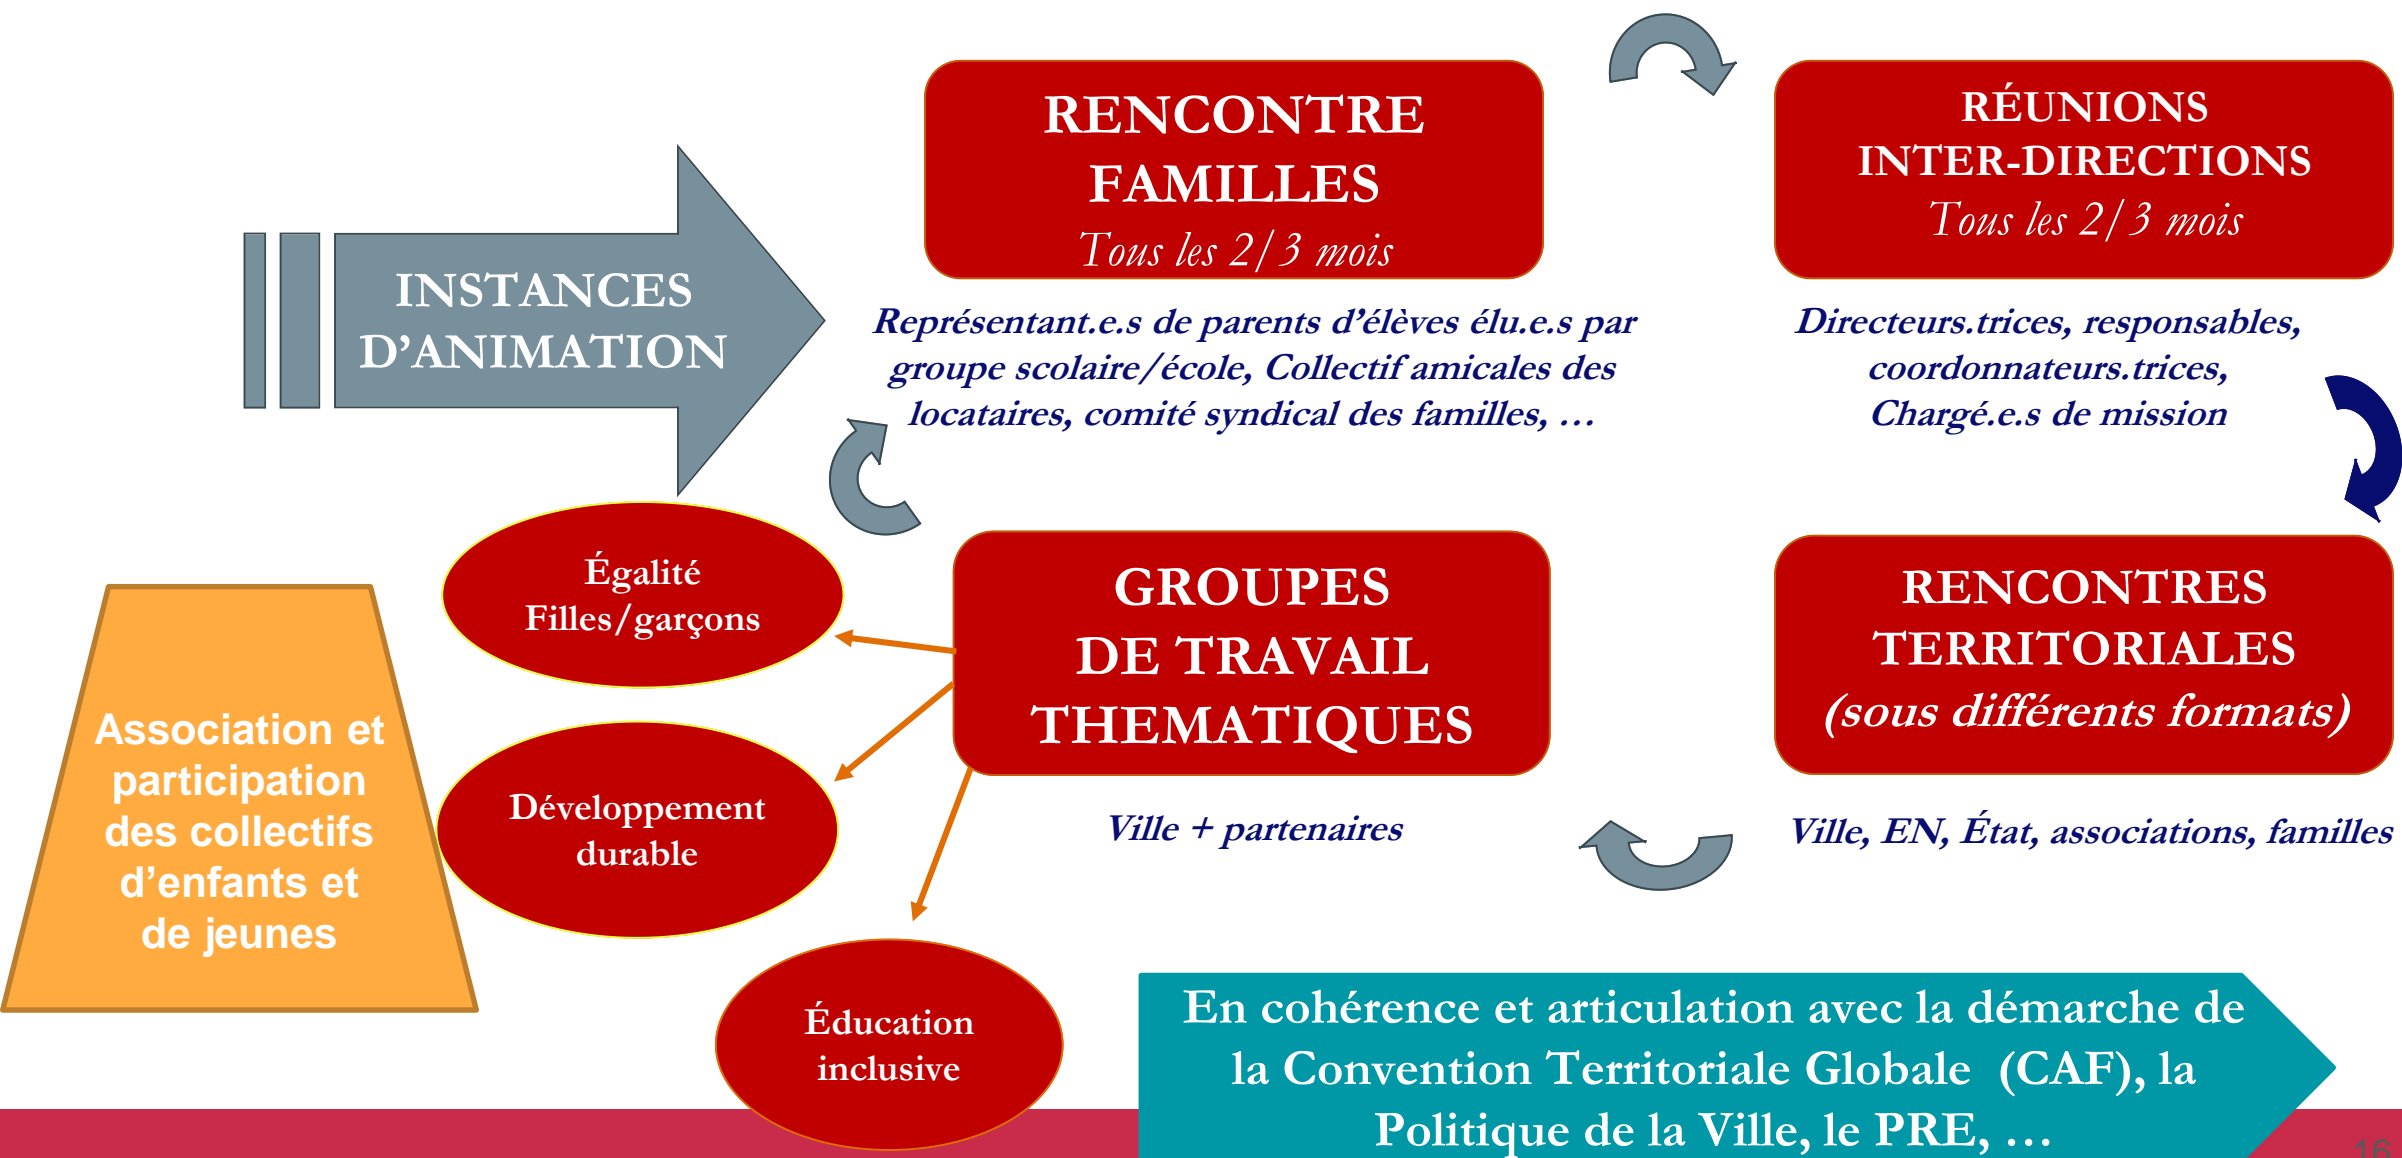 INSTANCES
D’ANIMATION
RENCONTRE
FAMILLES
Tous les 2/3 mois
Représentant.e.s de parents d’élèves élu.e.s par
groupe scolaire/école, Collectif amicales des
locataires, comité syndical des familles, …
RÉUNIONS
INTER-DIRECTIONS
Tous les 2/3 mois
Directeurs.trices, responsables,
coordonnateurs.trices,
Chargé.e.s de mission
RENCONTRES
TERRITORIALES
(sous différents formats)
Ville, EN, État, associations, familles
GROUPES
DE TRAVAIL
THEMATIQUES
Ville + partenaires
Égalité
Filles/garçons
Développement
durable
Éducation
inclusive
Association et
participation
des collectifs
d’enfants et
de jeunes
En cohérence et articulation avec la démarche de
la Convention Territoriale Globale (CAF), la
Politique de la Ville, le PRE, …
16